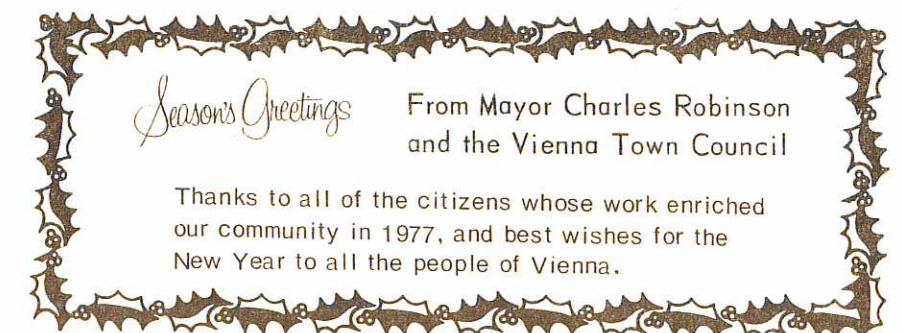 Season's Greetings
From Mayor Charles Robinson
and the Vienna Town Council
Thanks to all of the citizens whose work enriched
our community in 1977, and best wishes for the
New Year to all the people of Vienna.